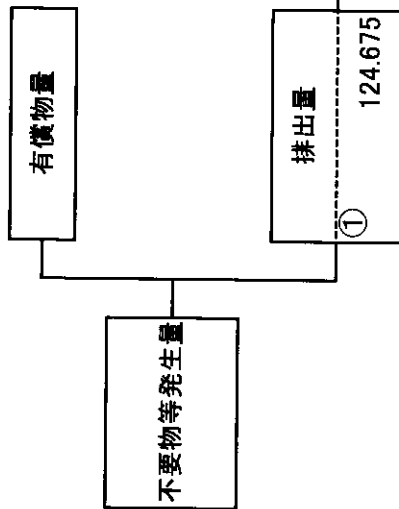 不要物等発生量
有償物量
排出量
①
124.675